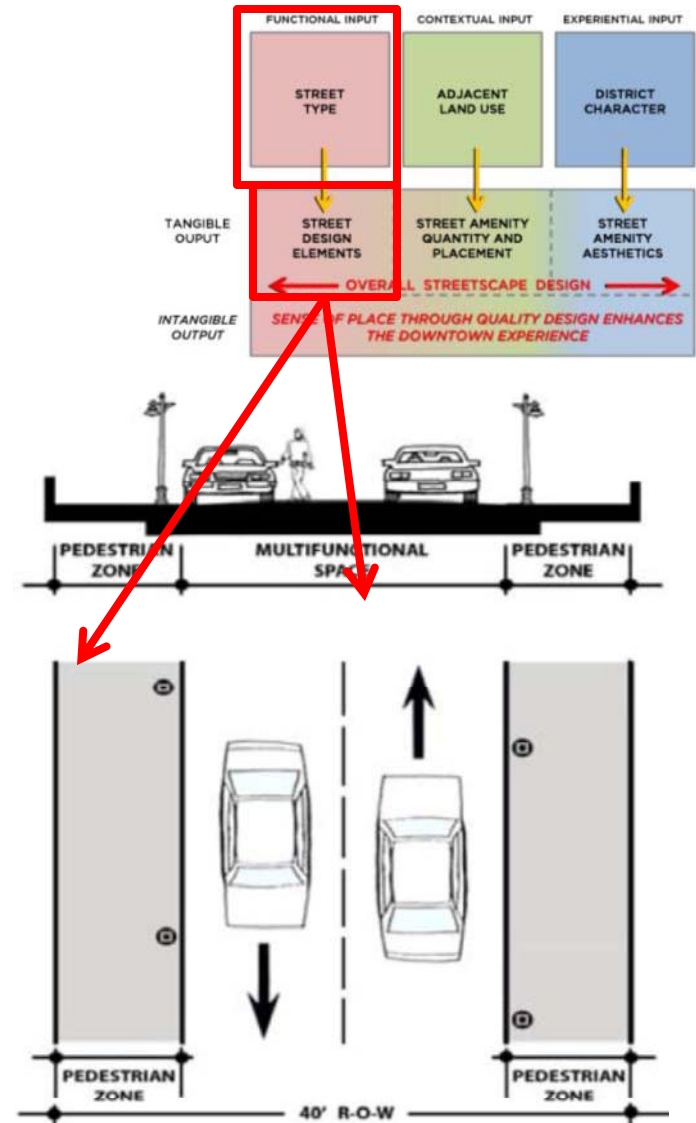 FUNCTIONAL INPUT
CONTEXTUAL INPUT
EXPERIENTIAL INPUT
STREET
TYPE
ADJACENT
LAND USE
DISTRICT
CHARACTER
TANGIBLE
OUPUT
STREET
DESIGN
ELEMENTS
STREET AMENITY
QUANTITY AND
PLACEMENT
STREET
AMENITY
AESTHETICS
OVERALL STREETSCAPE DESIGN
INTANGIBLE
OUTPUT
SENSE OF PLACE THROUGH QUALITY DESIGN ENHANCES
THE DOWNTOWN EXPERIENCE
PEDESTRIAN
ZONE
MULTIFUNCTIONAL
SPACE
PEDESTRIAN
ZONE
PEDESTRIAN
ZONE
PEDESTRIAN
ZONE
40' R-O-W